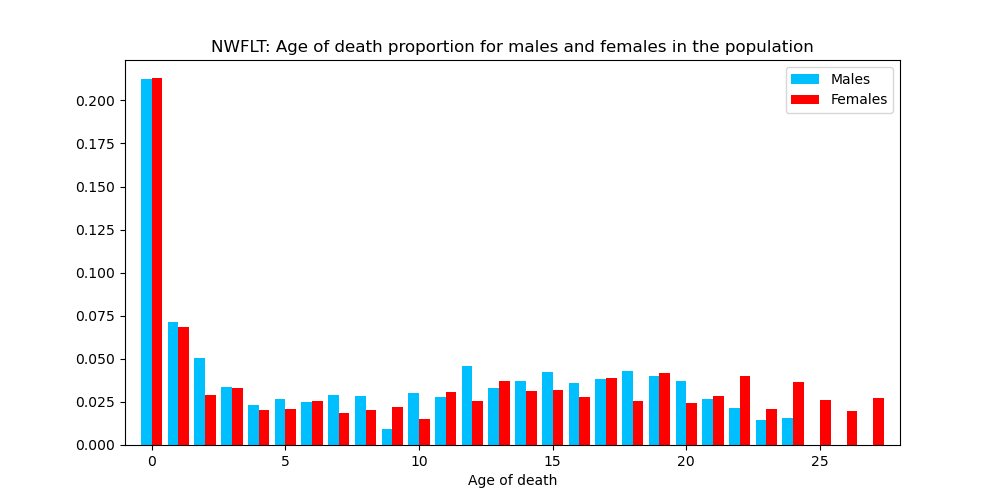 NWFLT: Age of death proportion for males and females in the population
Males
Females
0.200
0.175
0.150
0.125
0.100
0.075
0.050
0.025
0.000
0 5 10 15 20 25
Age of death